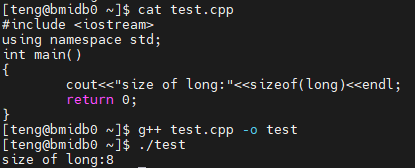 [teng@bmidb0 ~]$ cat test.cpp
#include <iostream>
using namespace std;
int main()
{
        cout<<"size of long:"<<sizeof(long)<<endl;
        return 0;
}
[teng@bmidb0 ~]$ g++ test.cpp -o test
[teng@bmidb0 ~]$ ./test
size of long:8